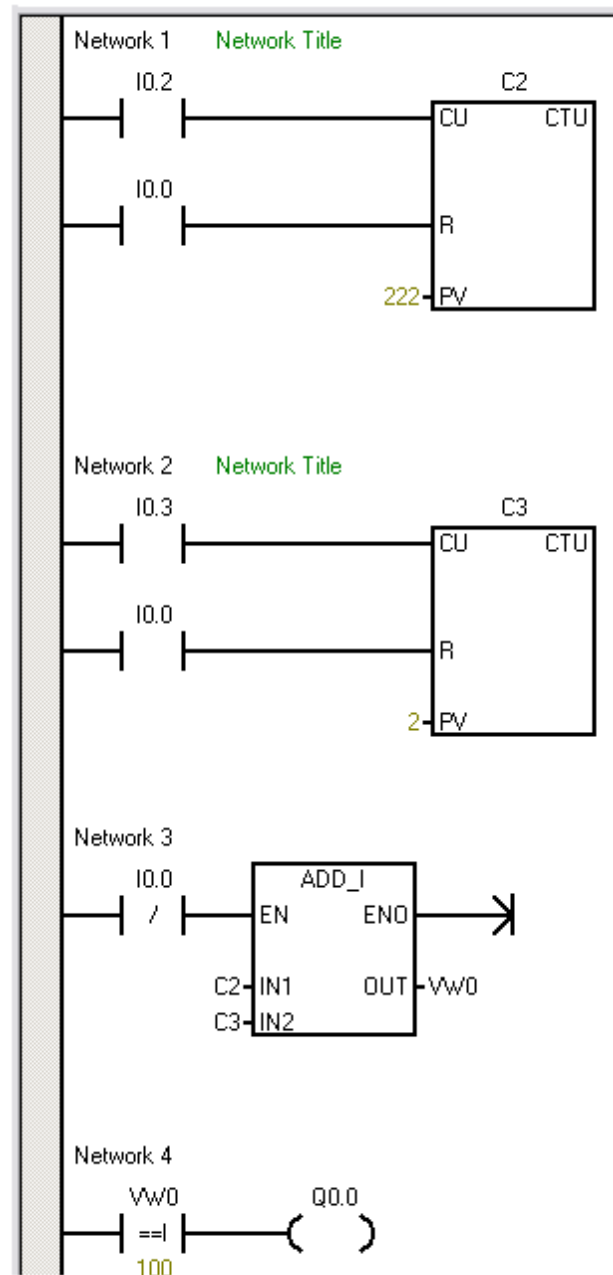 Network 1 Network Title
I0.2
C2
CU CTU
I0.0
R
222 PV
Network 2 Network Title
I0.3
C3
CU CTU
I0.0
R
2 PV
Network 3
I0.0
ADD_I
/
EN ENO
C2 IN1 OUT VW0
C3 IN2
Network 4
VW0 Q0.0
==I
100